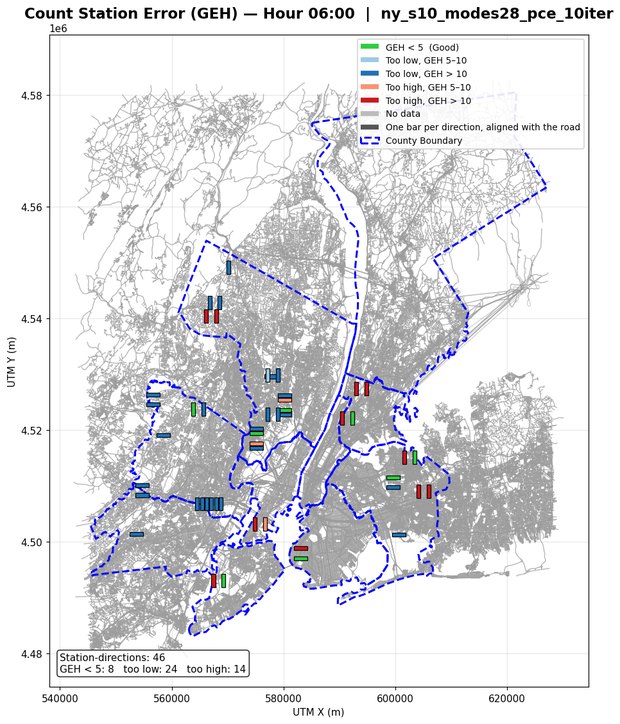 Count Station Error (GEH) — Hour 06:00 | ny_s10_modes28_pce_10iter
1e6
GEH < 5 (Good)
Too low, GEH 5–10
Too low, GEH > 10
Too high, GEH 5–10
Too high, GEH > 10
No data
One bar per direction, aligned with the road
County Boundary
4.58
4.56
4.54
4.52
4.50
4.48
UTM Y (m)
Station-directions: 46
GEH < 5: 8 too low: 24 too high: 14
540000
560000
580000
600000
620000
UTM X (m)